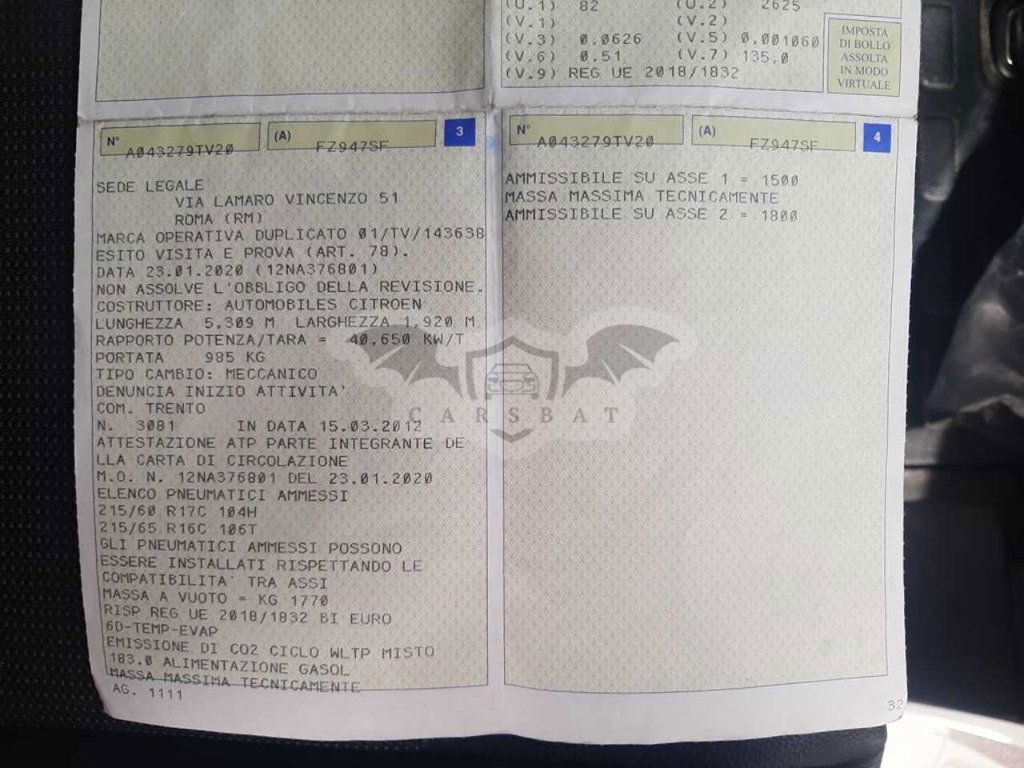 (U.1) 82 (U.2) 2625
(V.1) (V.2)
(V.3) 0.0626 (V.5) 0,001060
(V.6) 0.51 (V.7) 135,0
(V.9) REG UE 2018/1832
IMPOSTA
DI BOLLO
ASSOLTA
IN MODO
VIRTUALE
N° A043279TV20 (A) FZ947SF 3
SEDE LEGALE
VIA LAMARO VINCENZO 51
ROMA (RM)
MARCA OPERATIVA DUPLICATO 01/TV/143638
ESITO VISITA E PROVA (ART. 78).
DATA 23.01.2020 (12NA376801)
NON ASSOLVE L'OBBLIGO DELLA REVISIONE.
COSTRUTTORE: AUTOMOBILES CITROEN
LUNGHEZZA 5,309 M LARGHEZZA 1,920 M
RAPPORTO POTENZA/TARA = 40,650 KW/T
PORTATA 985 KG
TIPO CAMBIO: MECCANICO
DENUNCIA INIZIO ATTIVITA'
COM. TRENTO
N. 3081 IN DATA 15.03.2012
ATTESTAZIONE ATP PARTE INTEGRANTE DE
LLA CARTA DI CIRCOLAZIONE
M.O. N. 12NA376801 DEL 23.01.2020
ELENCO PNEUMATICI AMMESSI
215/60 R17C 104H
215/65 R16C 106T
GLI PNEUMATICI AMMESSI POSSONO
ESSERE INSTALLATI RISPETTANDO LE
COMPATIBILITA' TRA ASSI
MASSA A VUOTO = KG 1770
RISP REG UE 2018/1832 BI EURO
6D-TEMP-EVAP
EMISSIONE DI CO2 CICLO WLTP MISTO
183.0 ALIMENTAZIONE GASOL
MASSA MASSIMA TECNICAMENTE
AG. 1111
N° A043279TV20 (A) FZ947SF 4
AMMISSIBILE SU ASSE 1 = 1500
MASSA MASSIMA TECNICAMENTE
AMMISSIBILE SU ASSE 2 = 1800
CARSBAT
32